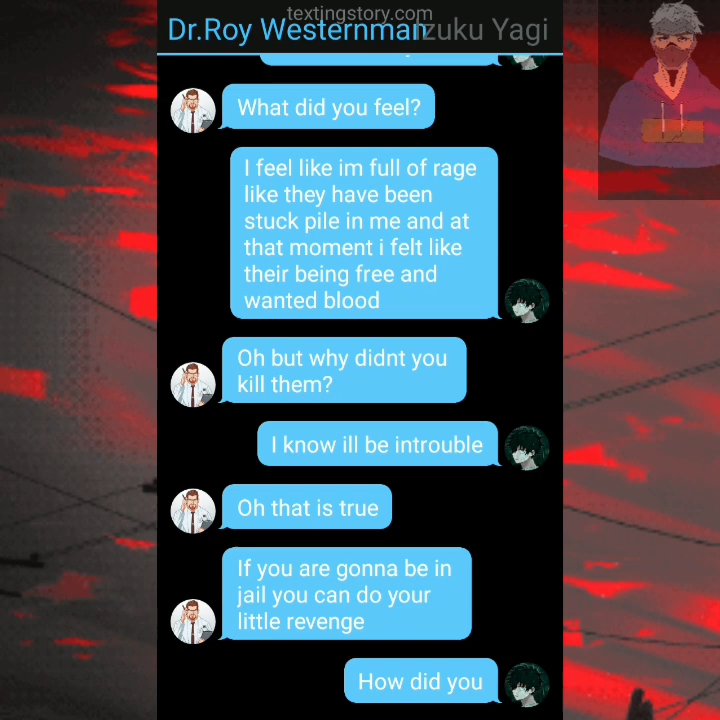 textingstory.com
Dr.Roy Westernman
Izuku Yagi
What did you feel?
I feel like im full of rage
like they have been
stuck pile in me and at
that moment i felt like
their being free and
wanted blood
Oh but why didnt you
kill them?
I know ill be introuble
Oh that is true
If you are gonna be in
jail you can do your
little revenge
How did you